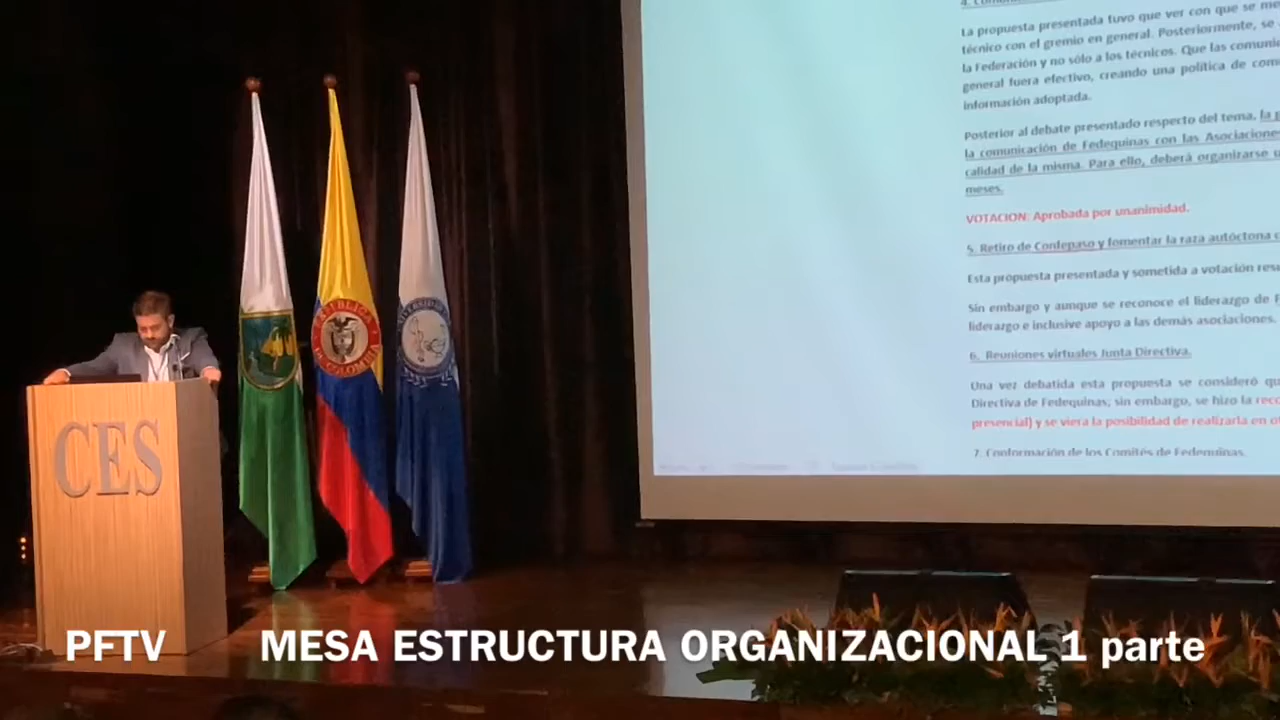 La propuesta presentada tuvo que ver con que se
técnico con el gremio en general. Posteriormente, se
la Federación y no sólo a los técnicos. Que las
general fuera efectivo, creando una política de
información adoptada.
Posterior al debate presentado respecto del tema, la
la comunicación de Fedequinas con las
calidad de la misma. Para ello, deberá organizarse
meses.
VOTACION: Aprobada por unanimidad.
5. Retiro de Confepaso y fomentar la raza autóctona
Esta propuesta presentada y sometida a votación
Sin embargo y aunque se reconoce el liderazgo de
liderazgo e inclusive apoyo a las demás asociaciones.
6. Reuniones virtuales Junta Directiva.
Una vez debatida esta propuesta se consideró
Directiva de Fedequinas; sin embargo, se hizo la
presencial) y se viera la posibilidad de realizarla en
7. Conformación de los Comités de Fedequinas.
REPUBLICA
DE COLOMBIA
CES
PFTV MESA ESTRUCTURA ORGANIZACIONAL 1 parte